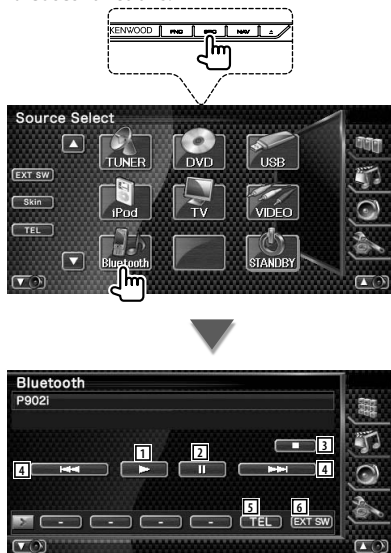 KENWOOD FNC SRC NAV
Source Select
TUNER DVD USB
EXT SW
Skin
iPod TV VIDEO
TEL
Bluetooth STANDBY
Bluetooth
P902i
1 2 3
4 4
5 6
TEL EXT SW